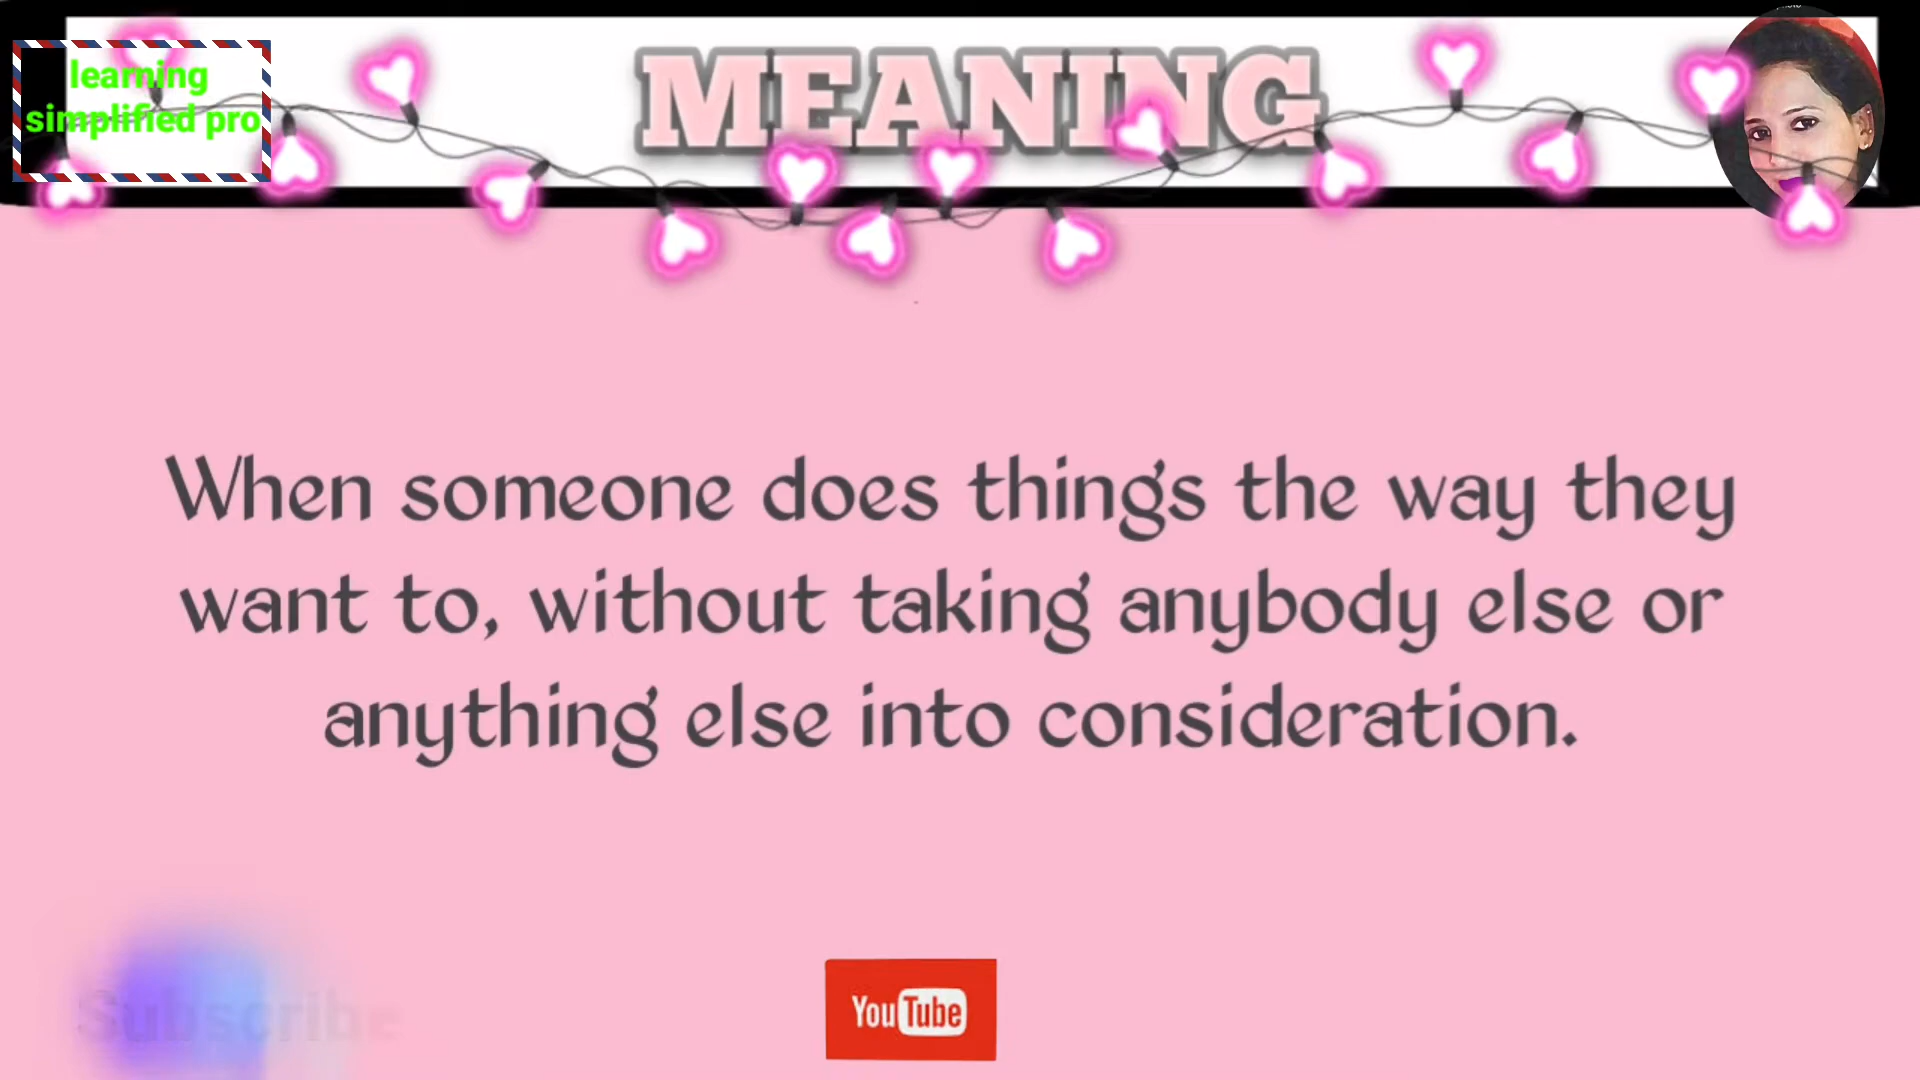 learning
simplified pro
MEANING
When someone does things the way they
want to, without taking anybody else or
anything else into consideration.
Subscribe
YouTube